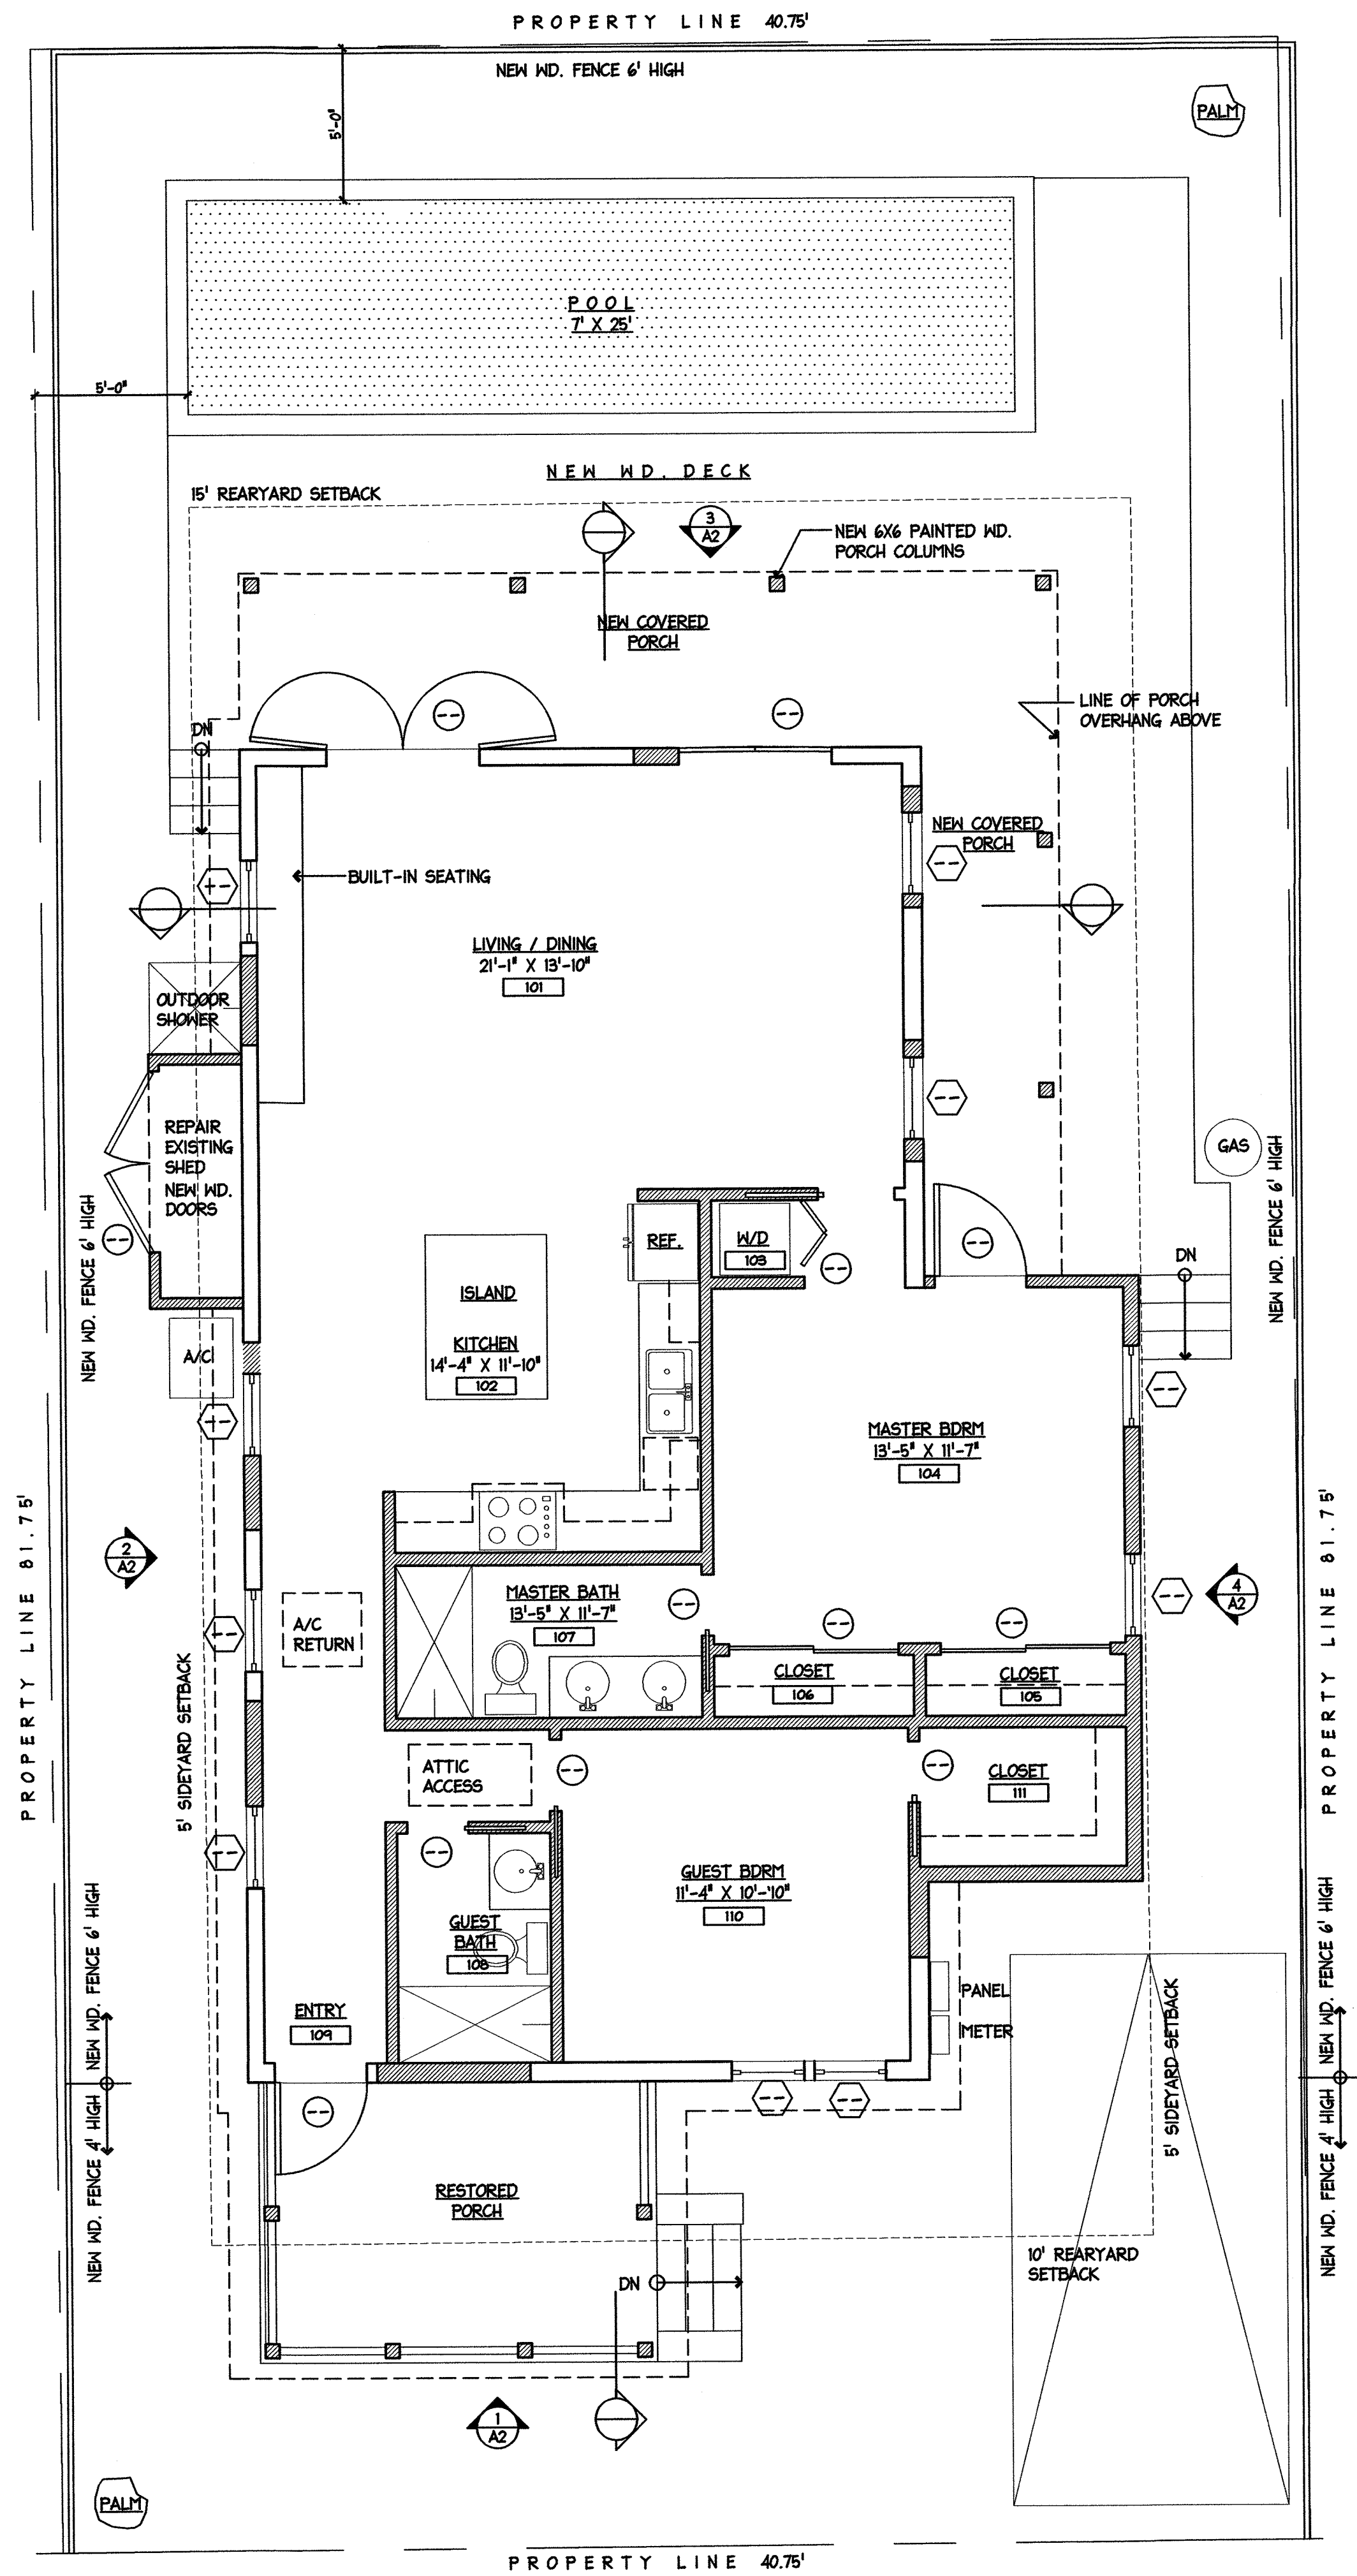 PROPERTY LINE 40.75'
NEW WD. FENCE 6' HIGH
PALM
5'-0"
POOL
7' X 25'
5'-0"
NEW WD. DECK
15' REARYARD SETBACK
3
A2
NEW 6X6 PAINTED WD.
PORCH COLUMNS
NEW COVERED
PORCH
LINE OF PORCH
OVERHANG ABOVE
DN
--
--
NEW COVERED
PORCH
--
BUILT-IN SEATING
--
LIVING / DINING
21'-1" X 13'-10"
101
OUTDOOR
SHOWER
--
REPAIR
EXISTING
SHED
NEW WD.
DOORS
GAS
NEW WD. FENCE 6' HIGH
NEW WD. FENCE 6' HIGH
--
REF.
W/D
103
--
--
DN
ISLAND
KITCHEN
14'-4" X 11'-10"
102
A/C
--
--
MASTER BDRM
13'-5" X 11'-7"
104
PROPERTY LINE 81.75'
PROPERTY LINE 81.75'
2
A2
4
A2
--
MASTER BATH
13'-5" X 11'-7"
107
--
--
--
A/C
RETURN
--
CLOSET
106
CLOSET
105
5' SIDEYARD SETBACK
ATTIC
ACCESS
--
--
CLOSET
111
--
--
GUEST BDRM
11'-4" X 10'-'10"
110
GUEST
BATH
108
NEW WD. FENCE 6' HIGH
NEW WD. FENCE 6' HIGH
PANEL
METER
ENTRY
109
5' SIDEYARD SETBACK
--
--
--
NEW WD. FENCE 4' HIGH
NEW WD. FENCE 4' HIGH
RESTORED
PORCH
10' REARYARD
SETBACK
DN
1
A2
PALM
PROPERTY LINE 40.75'